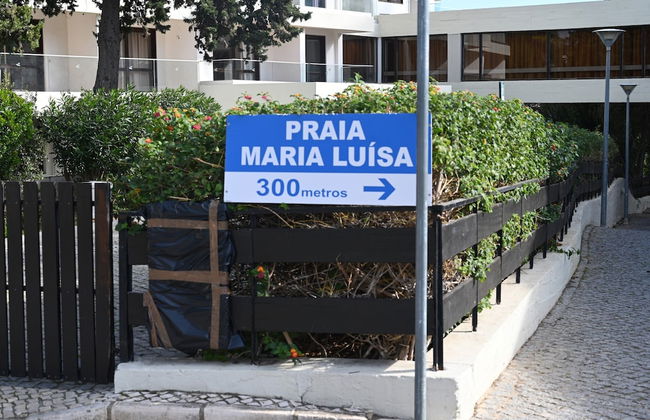 PRAIA
MARIA LUÍSA
300metros →